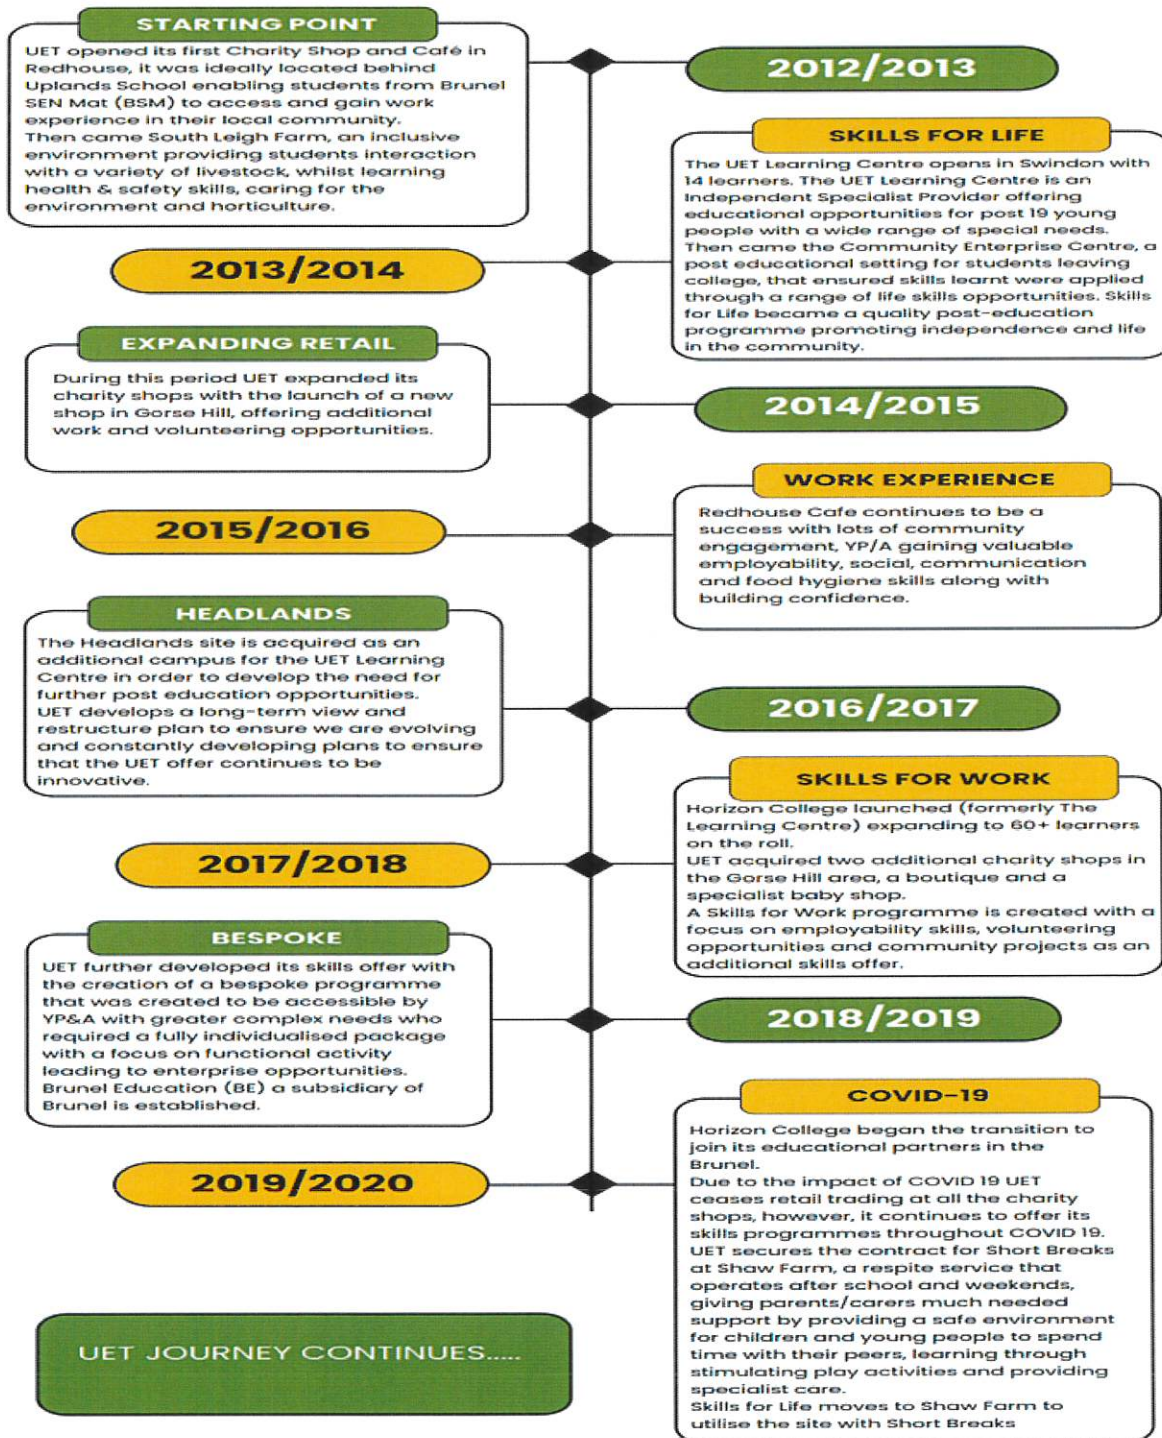 STARTING POINT
UET opened its first Charity Shop and Café in
Redhouse, it was ideally located behind
Uplands School enabling students from Brunel
SEN Mat (BSM) to access and gain work
experience in their local community.
Then came South Leigh Farm, an inclusive
environment providing students interaction
with a variety of livestock, whilst learning
health & safety skills, caring for the
environment and horticulture.
2012/2013
SKILLS FOR LIFE
The UET Learning Centre opens in Swindon with
14 learners. The UET Learning Centre is an
Independent Specialist Provider offering
educational opportunities for post 19 young
people with a wide range of special needs.
Then came the Community Enterprise Centre, a
post educational setting for students leaving
college, that ensured skills learnt were applied
through a range of life skills opportunities. Skills
for Life became a quality post-education
programme promoting independence and life
in the community.
2013/2014
EXPANDING RETAIL
During this period UET expanded its
charity shops with the launch of a new
shop in Gorse Hill, offering additional
work and volunteering opportunities.
2014/2015
WORK EXPERIENCE
Redhouse Cafe continues to be a
success with lots of community
engagement, YP/A gaining valuable
employability, social, communication
and food hygiene skills along with
building confidence.
2015/2016
HEADLANDS
The Headlands site is acquired as an
additional campus for the UET Learning
Centre in order to develop the need for
further post education opportunities.
UET develops a long-term view and
restructure plan to ensure we are evolving
and constantly developing plans to ensure
that the UET offer continues to be
innovative.
2016/2017
SKILLS FOR WORK
Horizon College launched (formerly The
Learning Centre) expanding to 60+ learners
on the roll.
UET acquired two additional charity shops in
the Gorse Hill area, a boutique and a
specialist baby shop.
A Skills for Work programme is created with a
focus on employability skills, volunteering
opportunities and community projects as an
additional skills offer.
2017/2018
BESPOKE
UET further developed its skills offer with
the creation of a bespoke programme
that was created to be accessible by
YP&A with greater complex needs who
required a fully individualised package
with a focus on functional activity
leading to enterprise opportunities.
Brunel Education (BE) a subsidiary of
Brunel is established.
2018/2019
COVID-19
Horizon College began the transition to
join its educational partners in the
Brunel.
Due to the impact of COVID 19 UET
ceases retail trading at all the charity
shops, however, it continues to offer its
skills programmes throughout COVID 19.
UET secures the contract for Short Breaks
at Shaw Farm, a respite service that
operates after school and weekends,
giving parents/carers much needed
support by providing a safe environment
for children and young people to spend
time with their peers, learning through
stimulating play activities and providing
specialist care.
Skills for Life moves to Shaw Farm to
utilise the site with Short Breaks
2019/2020
UET JOURNEY CONTINUES.....